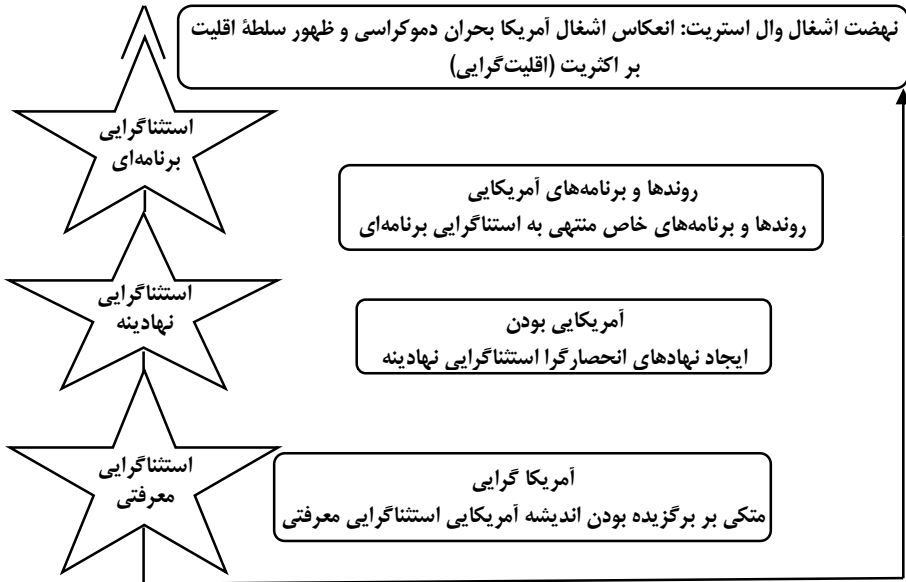 نهضت اشغال وال استریت: انعکاس اشغال آمریکا بحران دموکراسی و ظهور سلطهٔ اقلیت
بر اکثریت (اقلیت‌گرایی)
استثناگرایی
برنامه‌ای
روندها و برنامه‌های آمریکایی
روندها و برنامه‌های خاص منتهی به استناگرایی برنامه‌ای
استثناگرایی
نهادینه
آمریکایی بودن
ایجاد نهادهای انحصارگرا استثناگرایی نهادینه
استثناگرایی
معرفتی
آمریکا گرایی
متکی بر برگزیده بودن اندیشه آمریکایی استثناگرایی معرفتی